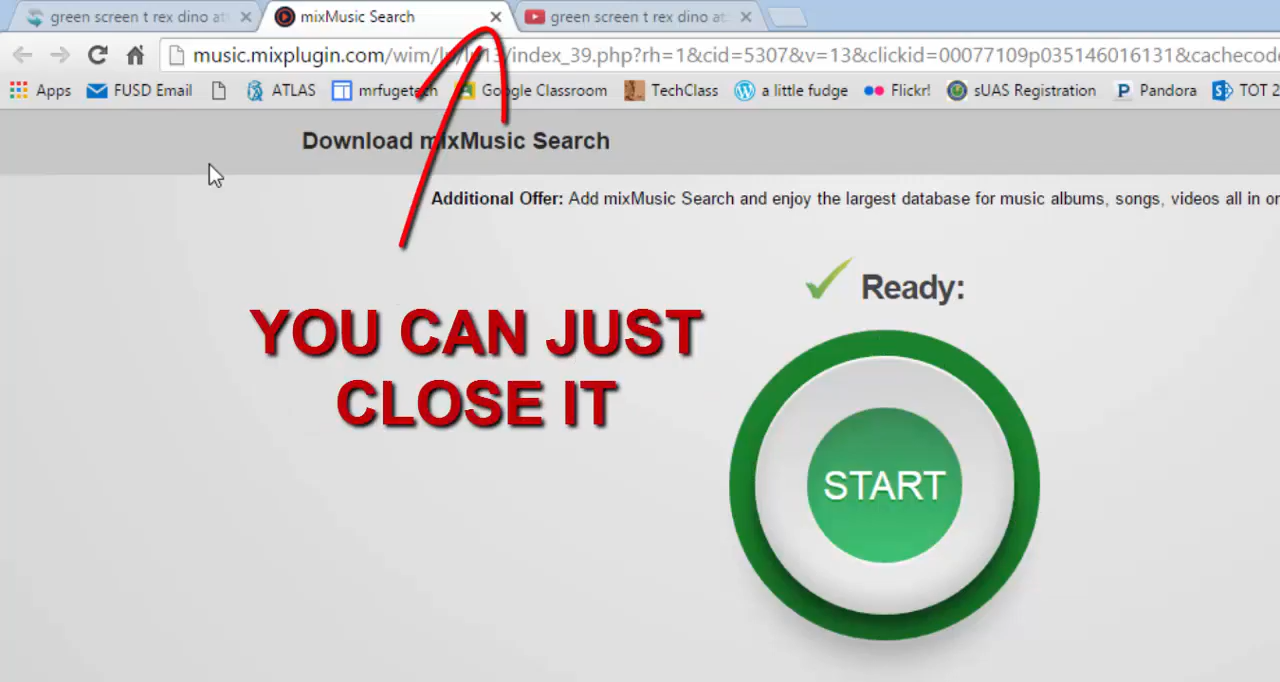 green screen t rex dino at
mixMusic Search
green screen t rex dino at
music.mixplugin.com/wim/ index_39.php?rh=1&cid=5307&v=13&clickid=00077109p035146016131&cachecod
Apps FUSD Email ATLAS mrfugetech Google Classroom TechClass a little fudge Flickr! sUAS Registration Pandora TOT 2
Download mixMusic Search
Additional Offer: Add mixMusic Search and enjoy the largest database for music albums, songs, videos all in on
Ready:
YOU CAN JUST
CLOSE IT
START